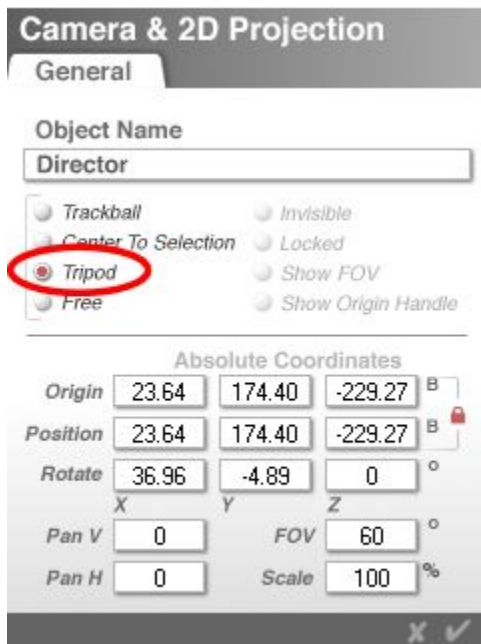 Camera & 2D Projection
General
Object Name
Director
Trackball Invisible
Center To Selection Locked
Tripod Show FOV
Free Show Origin Handle
Absolute Coordinates
Origin 23.64 174.40 -229.27 B
Position 23.64 174.40 -229.27 B
Rotate 36.96 -4.89 0 °
X Y Z
Pan V 0 FOV 60 °
Pan H 0 Scale 100 %